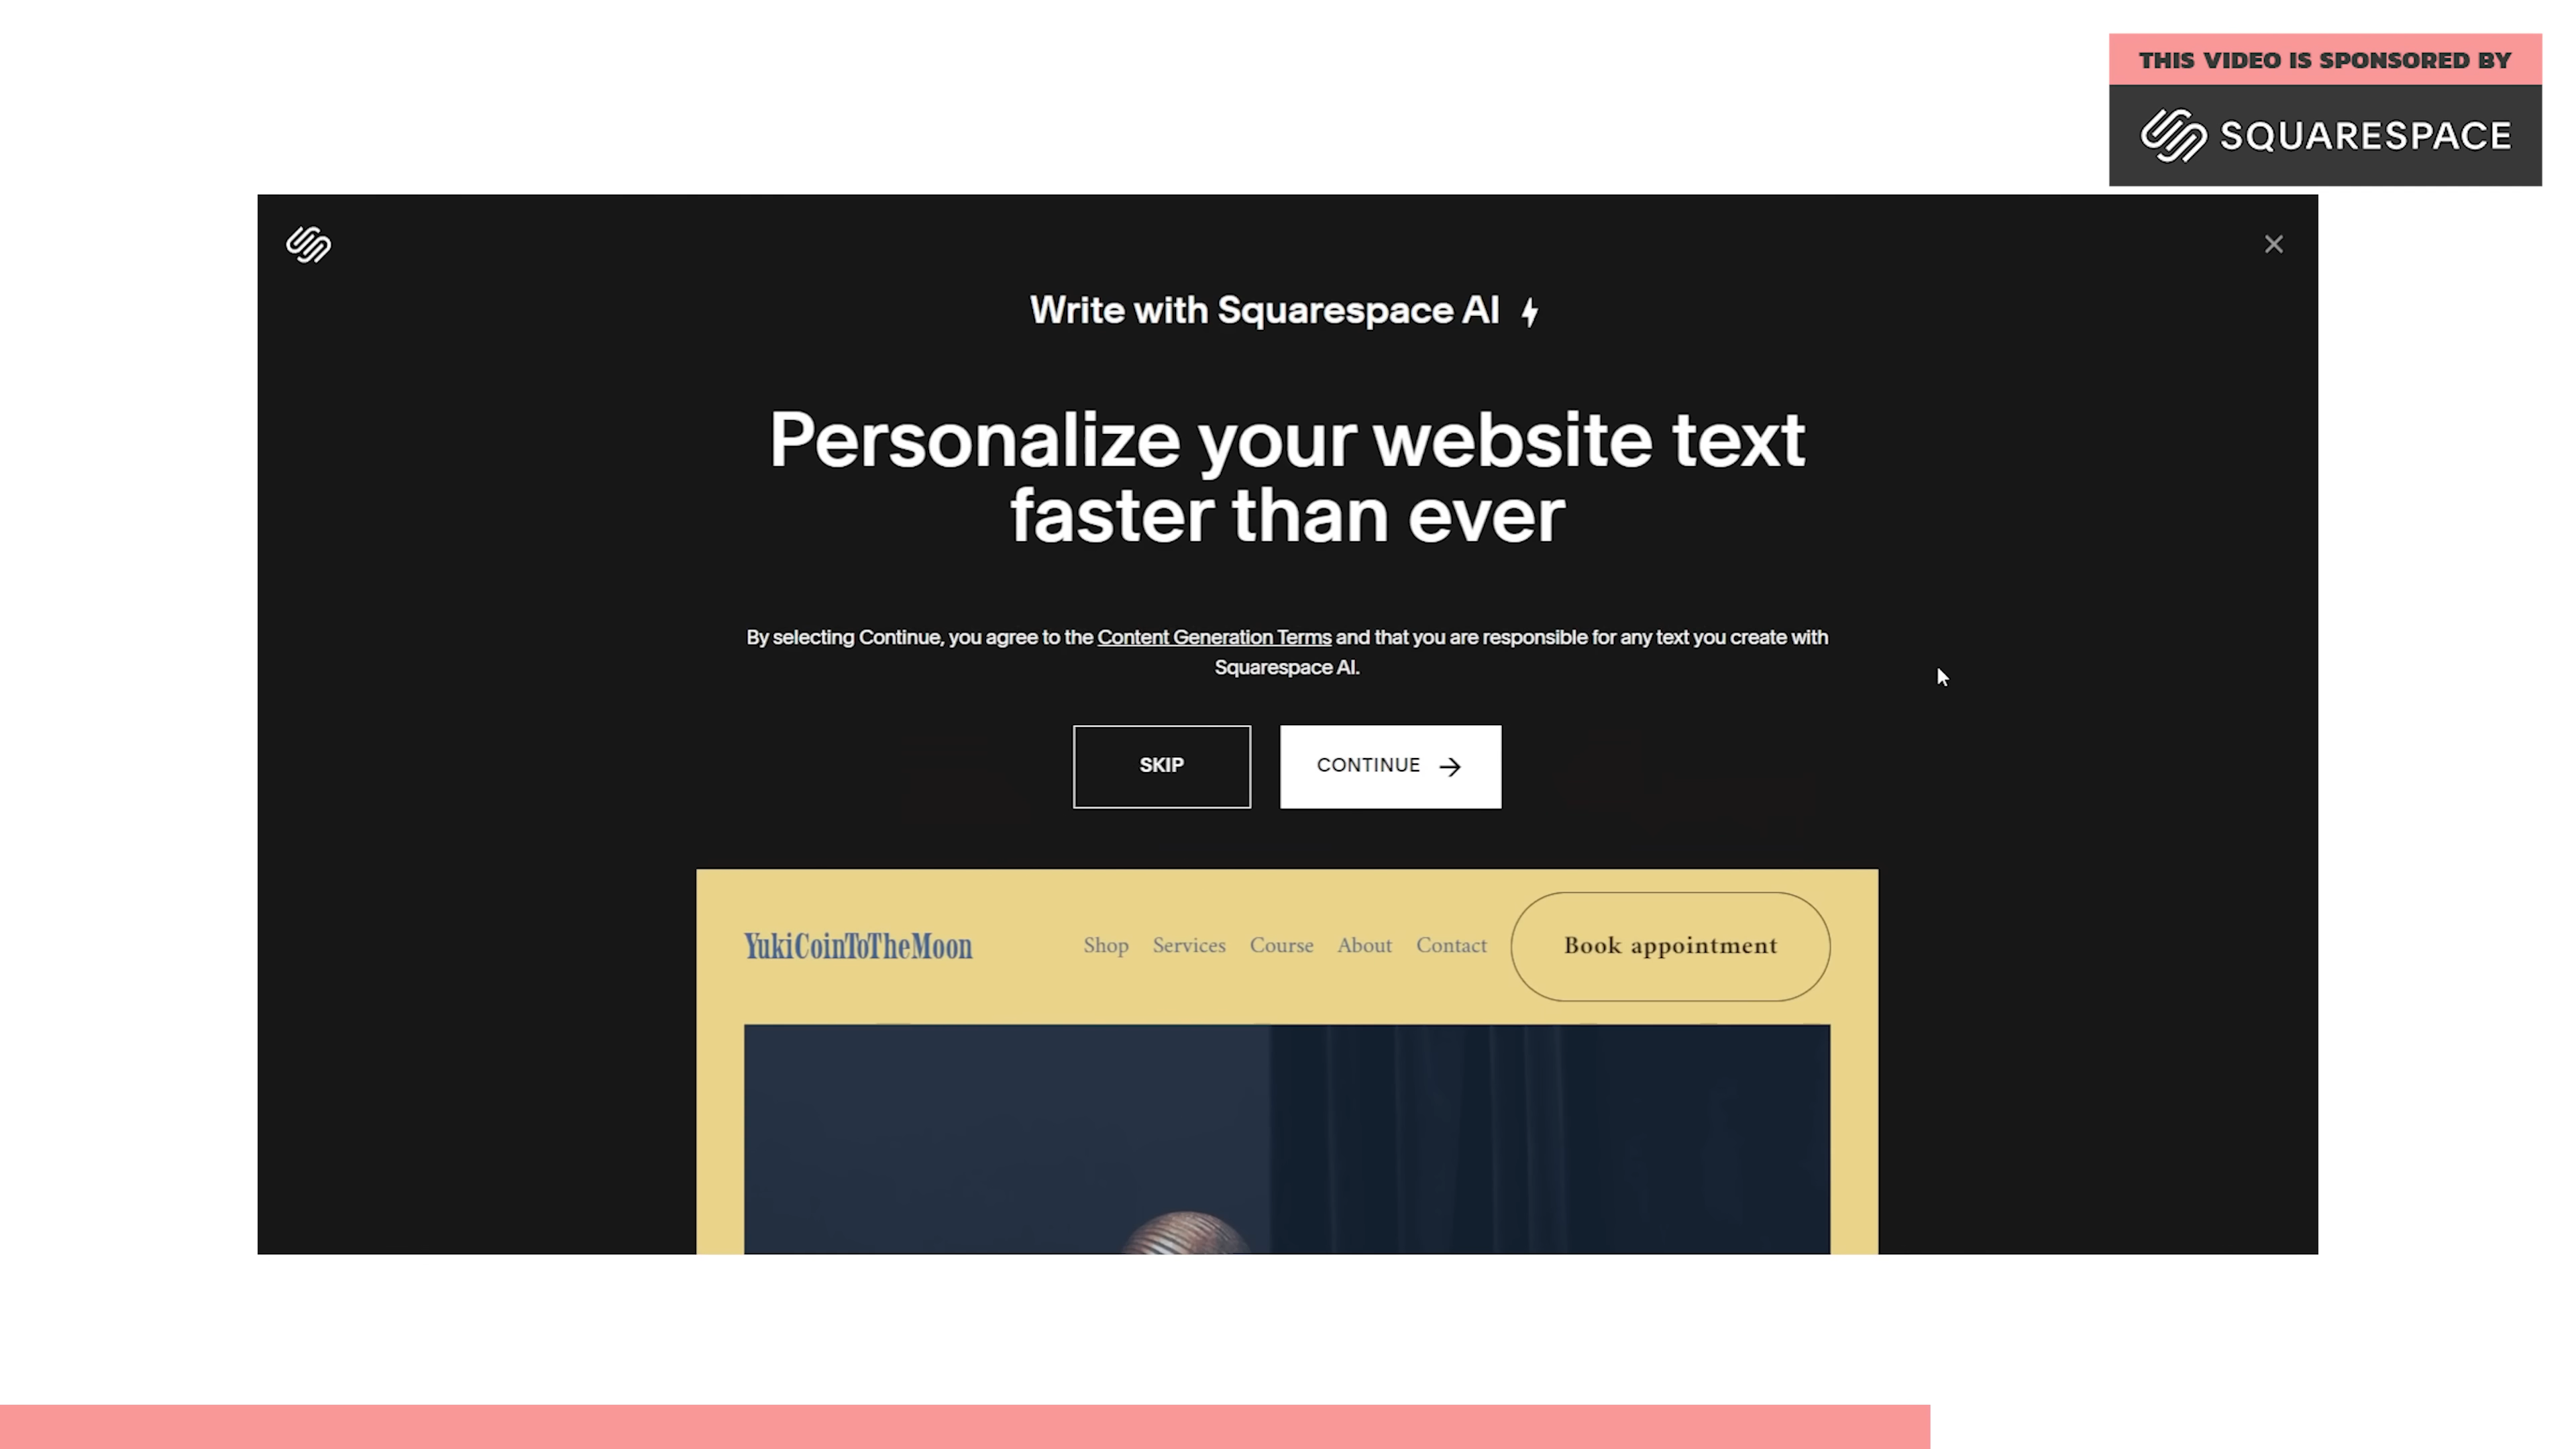 THIS VIDEO IS SPONSORED BY
SQUARESPACE
Write with Squarespace AI
Personalize your website text
faster than ever
By selecting Continue, you agree to the Content Generation Terms and that you are responsible for any text you create with
Squarespace AI.
SKIP
CONTINUE →
YukiCoinToTheMoon
Shop Services Course About Contact
Book appointment